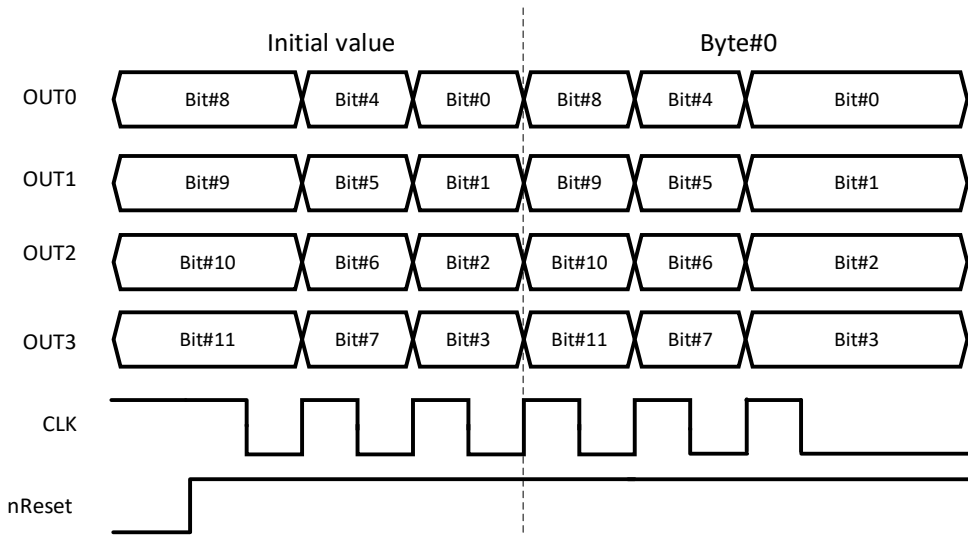 Initial value Byte#0
OUT0 Bit#8 Bit#4 Bit#0 Bit#8 Bit#4 Bit#0
OUT1 Bit#9 Bit#5 Bit#1 Bit#9 Bit#5 Bit#1
OUT2 Bit#10 Bit#6 Bit#2 Bit#10 Bit#6 Bit#2
OUT3 Bit#11 Bit#7 Bit#3 Bit#11 Bit#7 Bit#3
CLK
nReset